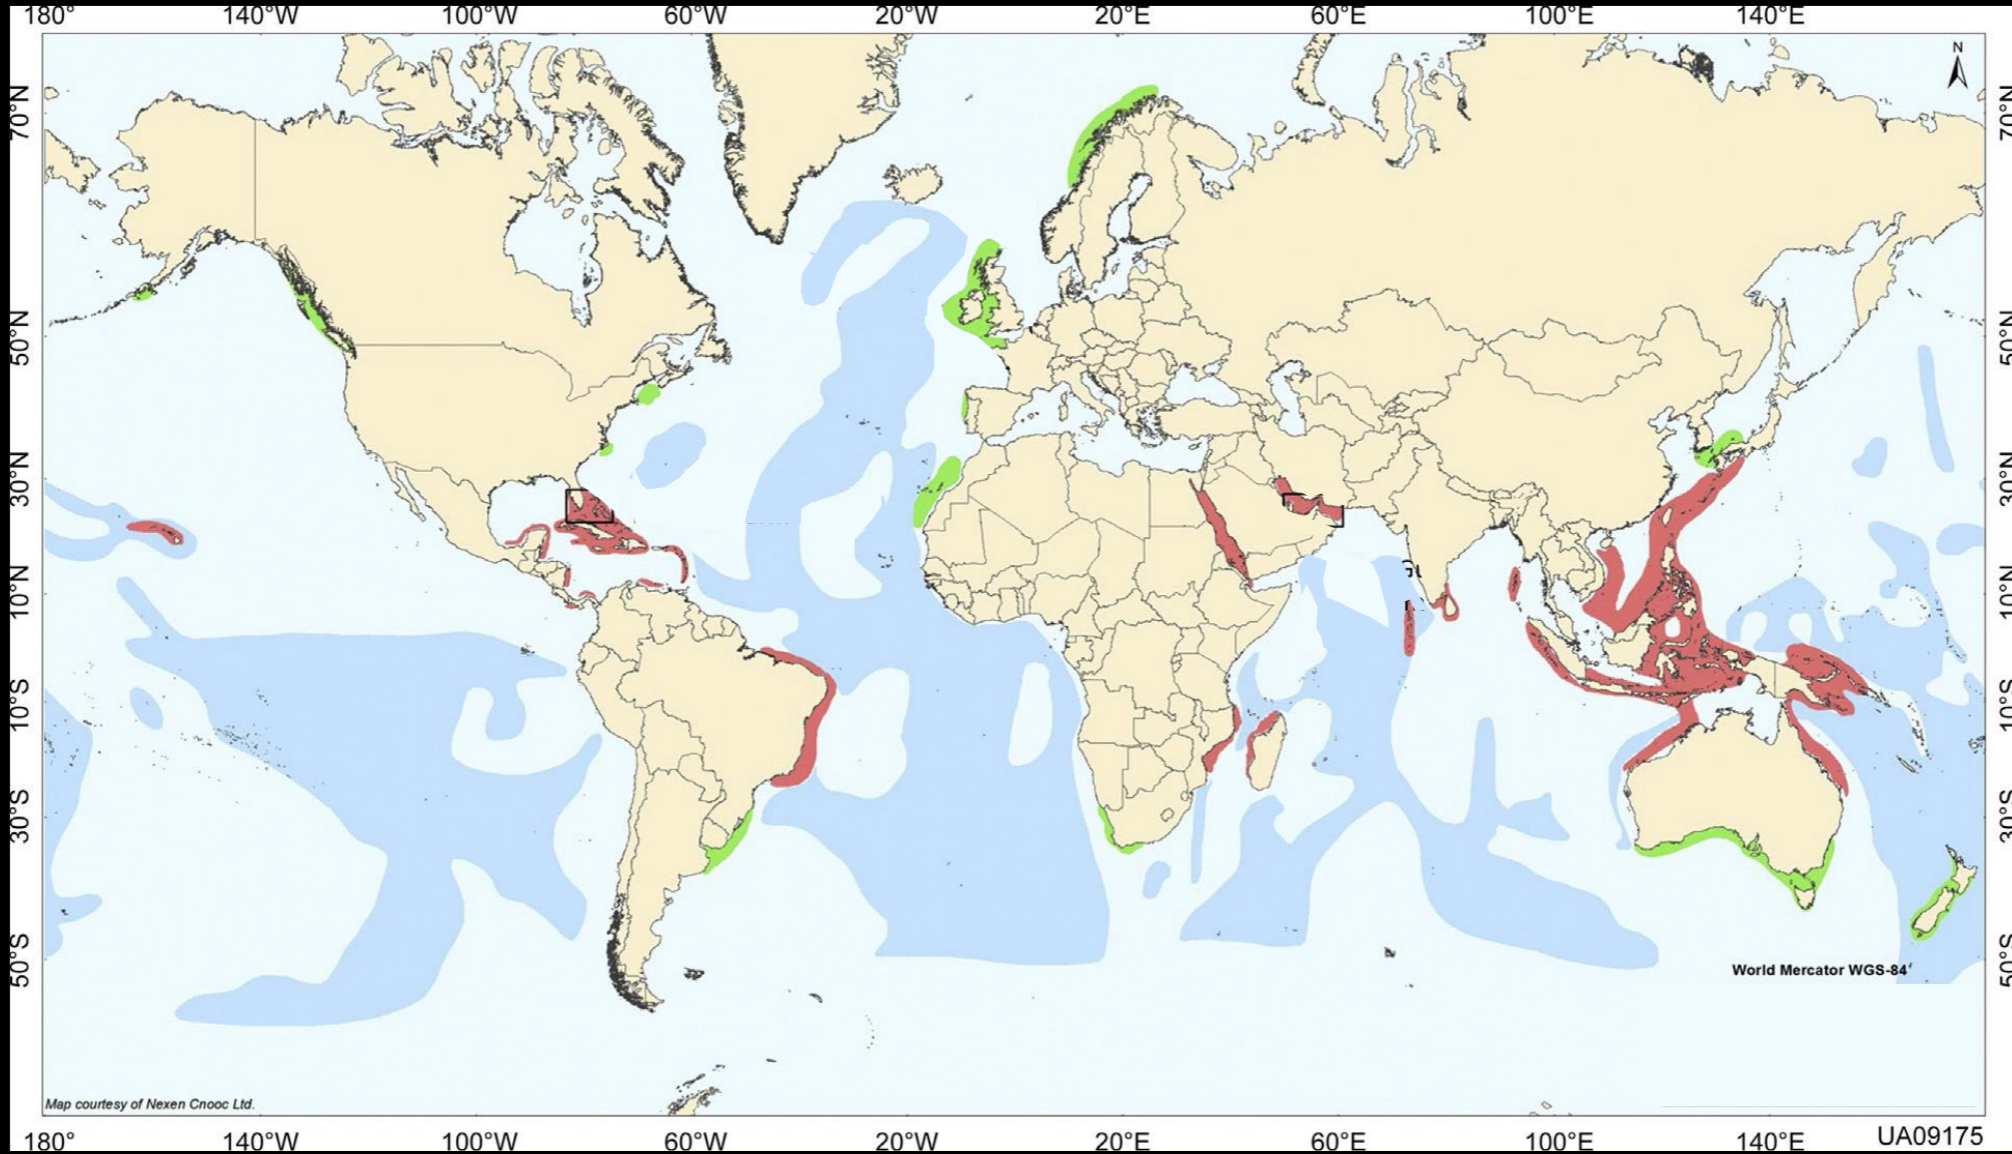 180° 140°W 100°W 60°W 20°W 20°E 60°E 100°E 140°E
N
70°N 70°N
50°N 50°N
30°N 30°N
10°N 10°N
10°S 10°S
30°S 30°S
50°S 50°S
World Mercator WGS-84
Map courtesy of Nexen Cnooc Ltd.
180° 140°W 100°W 60°W 20°W 20°E 60°E 100°E 140°E
UA09175